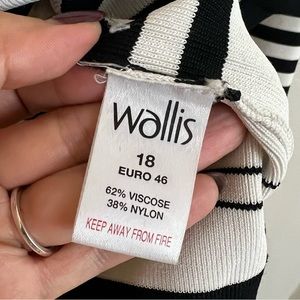 wallis
18
EURO 46
62% VISCOSE
38% NYLON
KEEP AWAY FROM FIRE